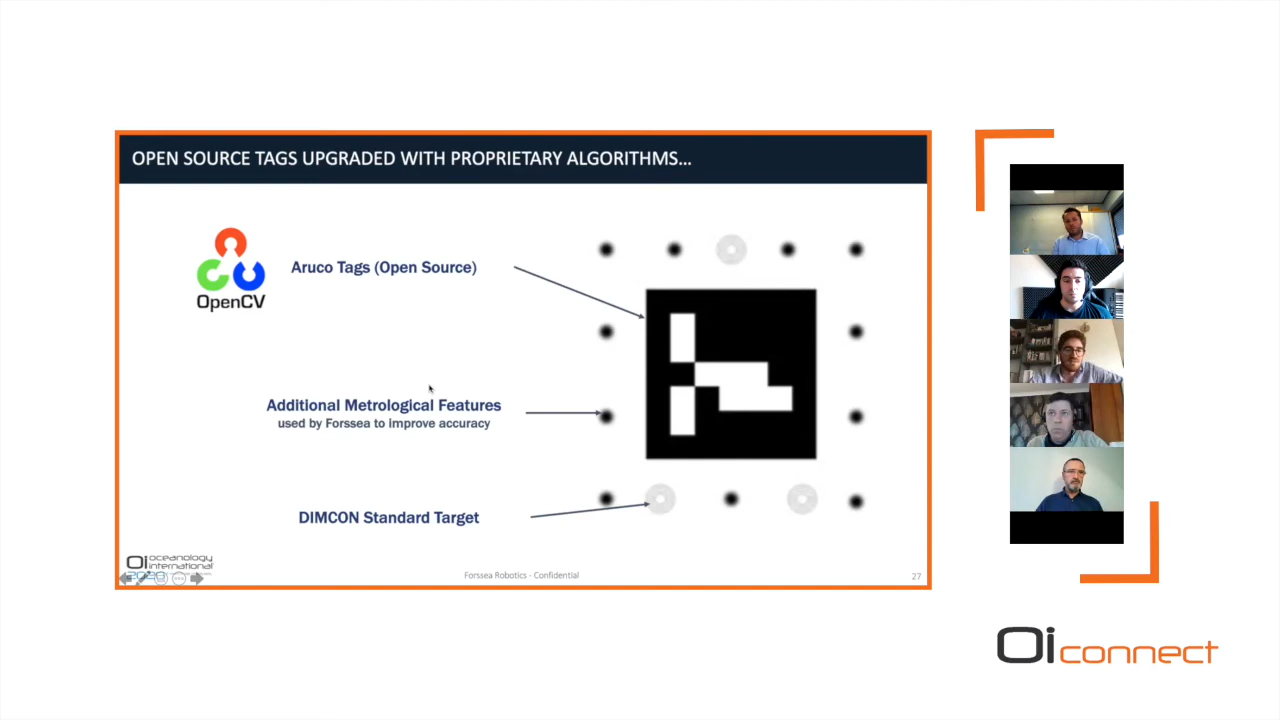 OPEN SOURCE TAGS UPGRADED WITH PROPRIETARY ALGORITHMS...
OpenCV
Aruco Tags (Open Source)
Additional Metrological Features
used by Forssea to improve accuracy
DIMCON Standard Target
Oi oceanology
international
Forssea Robotics - Confidential
27
Oi connect